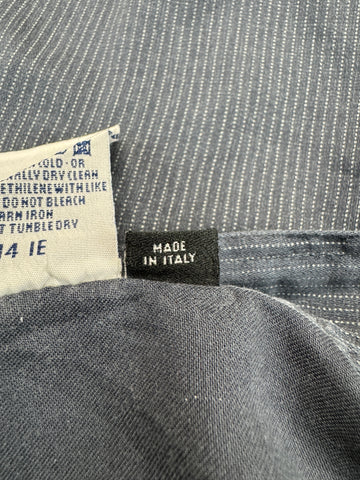 COLD-OR
NALLY DRY CLEAN
ETHILENE WITH LIKE
DO NOT BLEACH
ARM IRON
T TUMBLE DRY
14 IE
MADE
IN ITALY